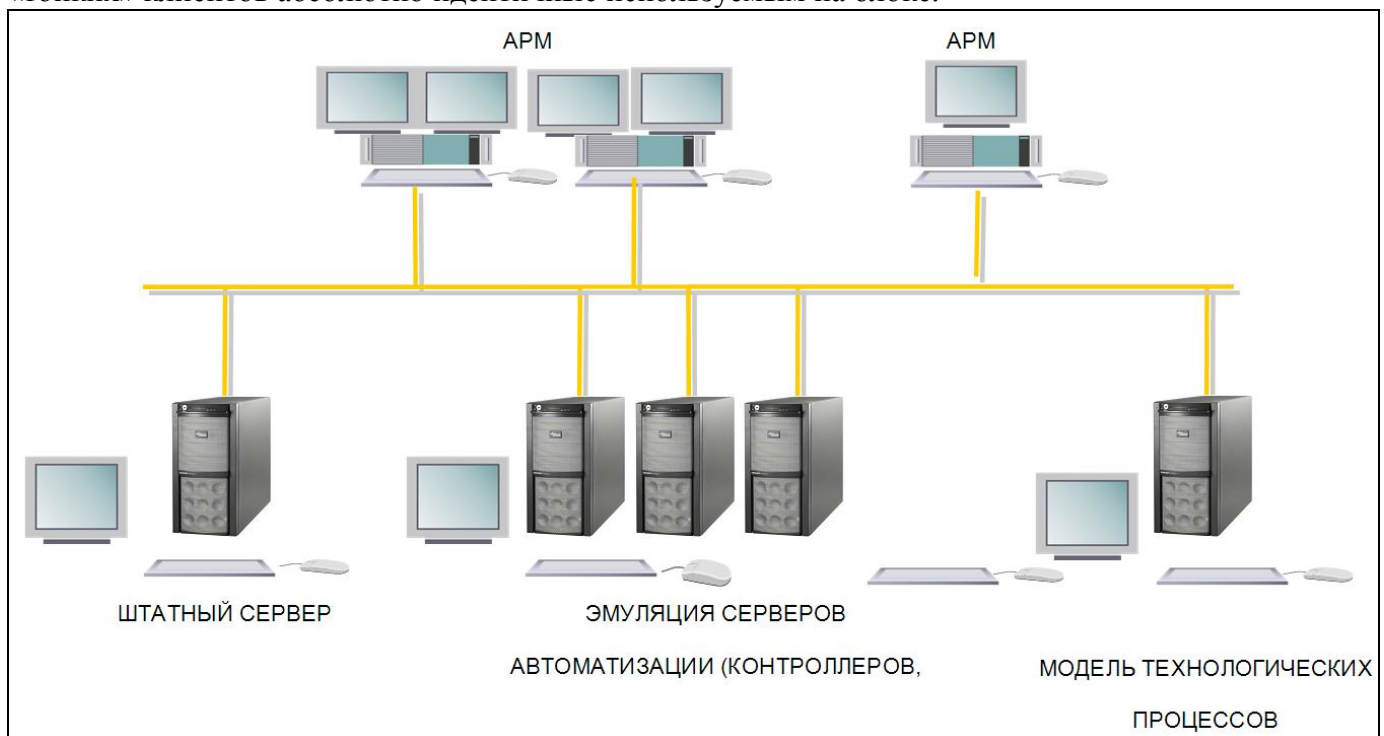 АРМ
АРМ
ШТАТНЫЙ СЕРВЕР
ЭМУЛЯЦИЯ СЕРВЕРОВ
АВТОМАТИЗАЦИИ (КОНТРОЛЛЕРОВ,
МОДЕЛЬ ТЕХНОЛОГИЧЕСКИХ
ПРОЦЕССОВ